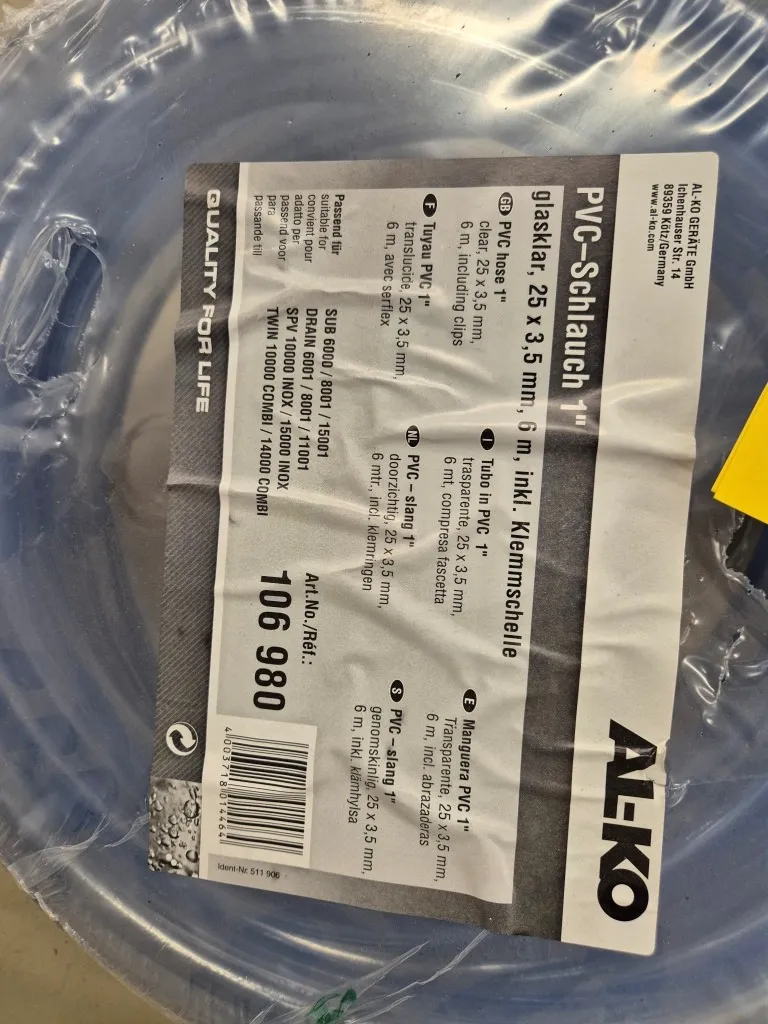 AL-KO GERÄTE GmbH
Ichenhauser Str. 14
89359 Kötz/Germany
www.al-ko.com
AL-KO
PVC-Schlauch 1"
glasklar, 25 x 3,5 mm, 6 m, inkl. Klemmschelle
GB PVC hose 1"
clear, 25 x 3,5 mm,
6 m, including clips
I Tubo in PVC 1"
trasparente, 25 x 3,5 mm,
6 mt, compresa fascetta
E Manguera PVC 1"
Transparente, 25 x 3,5 mm,
6 m, incl. abrazaderas
F Tuyau PVC 1"
translucide, 25 x 3,5 mm,
6 m, avec serflex
NL PVC – slang 1"
doorzichtig, 25 x 3,5 mm,
6 mtr., incl. klemringen
S PVC – slang 1"
genomskinlig, 25 x 3,5 mm,
6 m, inkl. klämhylsa
Passend für
suitable for
convient pour
adatto per
passend voor
para
passande till
SUB 6000 / 8001 / 15001
DRAIN 6001 / 8001 / 11001
SPV 10000 INOX / 15000 INOX
TWIN 10000 COMBI / 14000 COMBI
Art.No./Réf.:
106 980
4 003718 014464
Ident-Nr. 511 906
QUALITY FOR LIFE